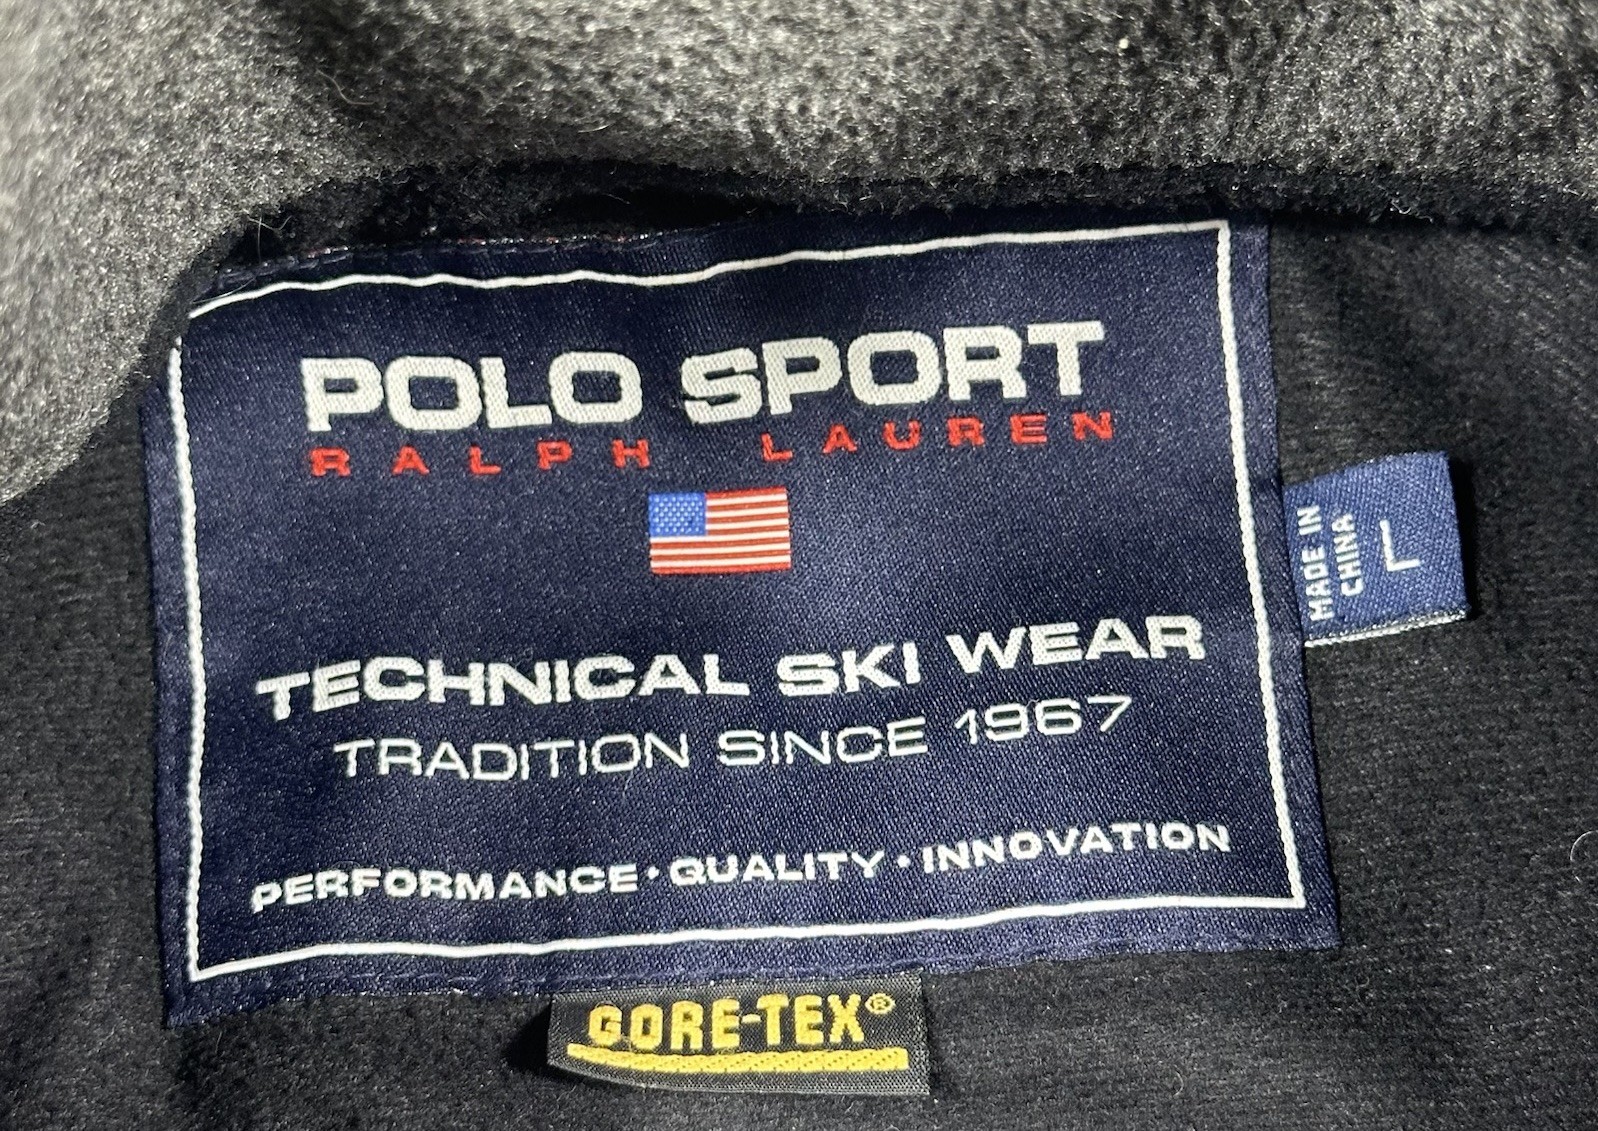 POLO SPORT
RALPH LAUREN
TECHNICAL SKI WEAR
TRADITION SINCE 1967
PERFORMANCE · QUALITY · INNOVATION
MADE IN
CHINA
L
GORE-TEX®